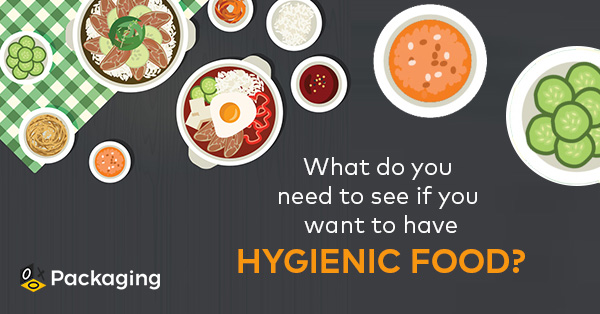 What do you
need to see if you
want to have
HYGIENIC FOOD?
Packaging